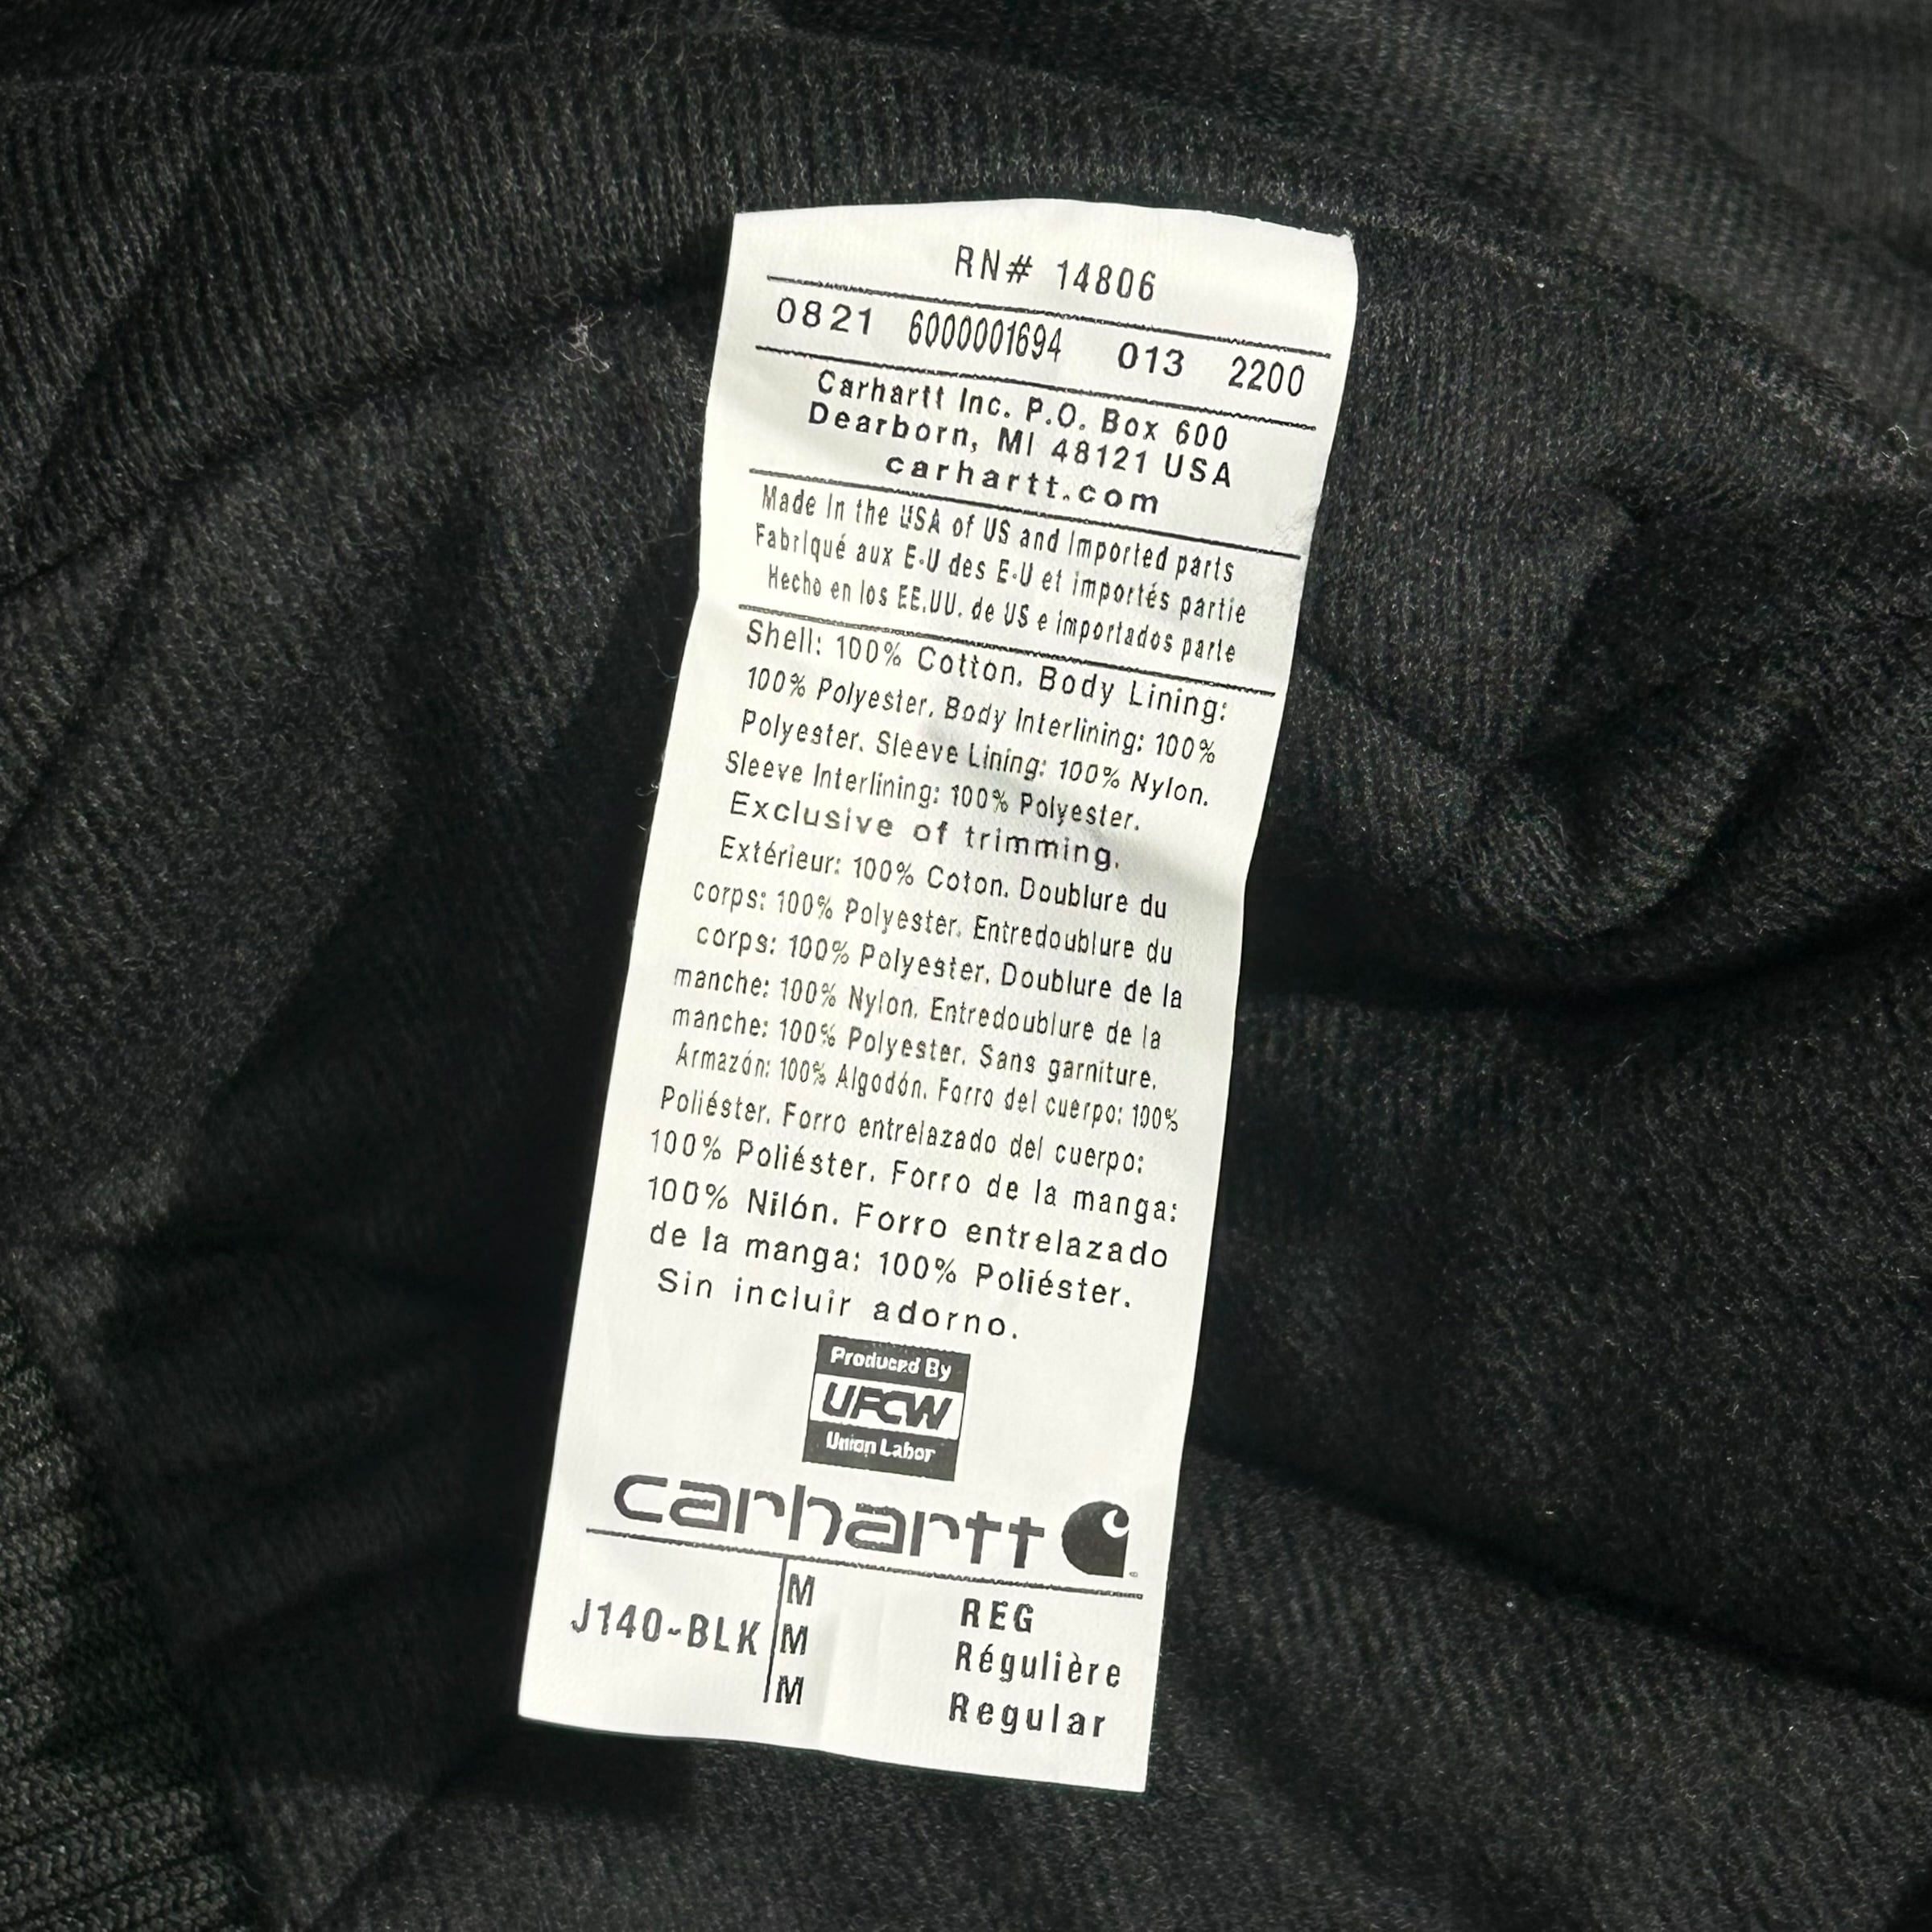 RN# 14806
0821 6000001694 013 2200
Carhartt Inc. P.O. Box 600
Dearborn, MI 48121 USA
carhartt.com
Made In the USA of US and Imported parts
Fabriqué aux E-U des E-U et importés partie
Hecho en los EE.UU. de US e importados parte
Shell: 100% Cotton. Body Lining:
100% Polyester. Body Interlining: 100%
Polyester. Sleeve Lining: 100% Nylon.
Sleeve Interlining: 100% Polyester.
Exclusive of trimming.
Extérieur: 100% Coton. Doublure du
corps: 100% Polyester. Entredoublure du
corps: 100% Polyester. Doublure de la
manche: 100% Nylon. Entredoublure de la
manche: 100% Polyester. Sans garniture.
Armazón: 100% Algodón. Forro del cuerpo: 100%
Poliéster. Forro entrelazado del cuerpo:
100% Poliéster. Forro de la manga:
100% Nilón. Forro entrelazado
de la manga: 100% Poliéster.
Sin incluir adorno.
Produced By
UFCW
Union Labor
carhartt
J140-BLK
M REG
M Régulière
M Regular